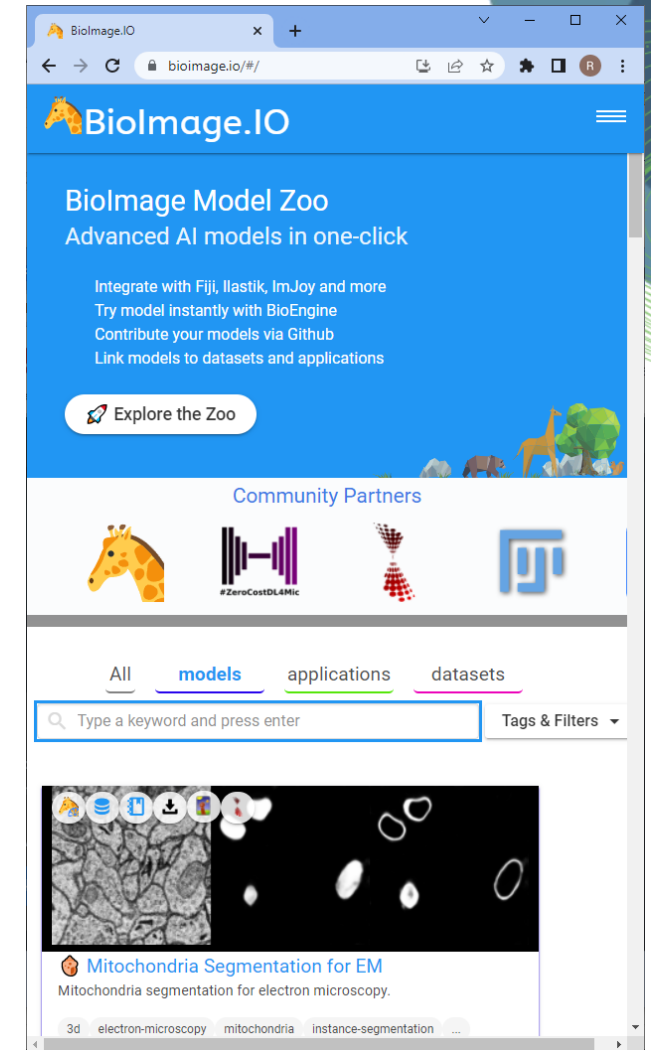 BioImage.IO
bioimage.io/#/
R
BioImage.IO
BioImage Model Zoo
Advanced AI models in one-click
Integrate with Fiji, Ilastik, ImJoy and more
Try model instantly with BioEngine
Contribute your models via Github
Link models to datasets and applications
Explore the Zoo
Community Partners
#ZeroCostDL4Mic
All models applications datasets
Type a keyword and press enter Tags & Filters
Mitochondria Segmentation for EM
Mitochondria segmentation for electron microscopy.
3d electron-microscopy mitochondria instance-segmentation ...